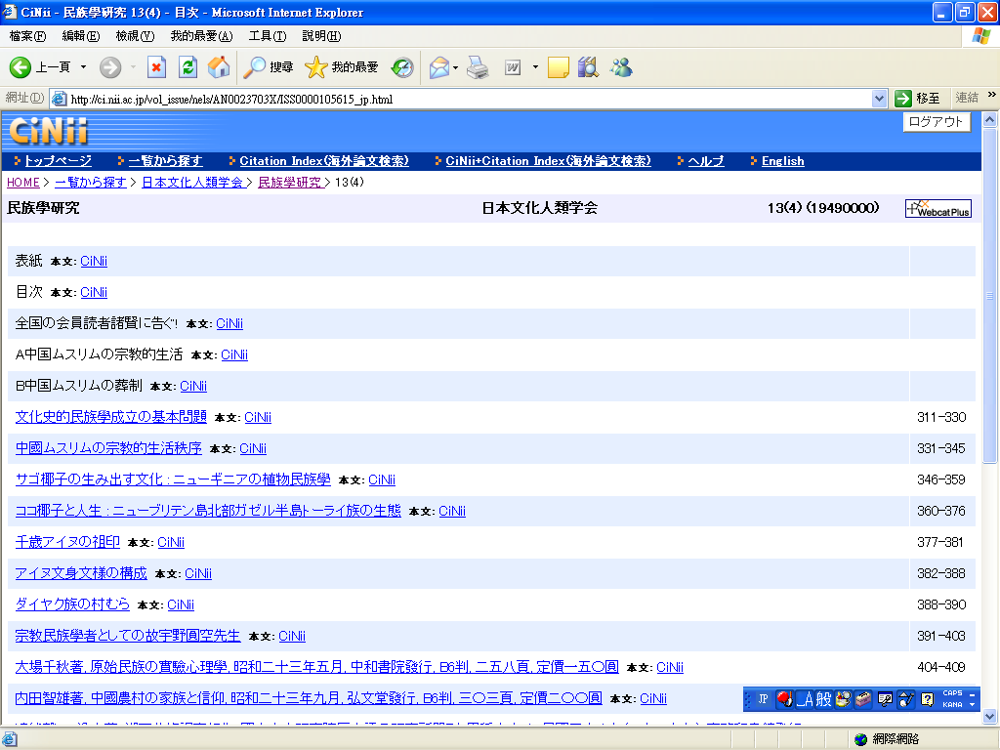 CiNii - 民族學研究 13(4) - 目次 - Microsoft Internet Explorer
檔案(F) 編輯(E) 檢視(V) 我的最愛(A) 工具(T) 說明(H)
上一頁 搜尋 我的最愛
網址(D) http://ci.nii.ac.jp/vol_issue/nels/AN0023703X/ISS0000105615_jp.html 移至 連結 »
CiNii ログアウト
トップページ 一覧から探す Citation Index(海外論文検索) CiNii+Citation Index(海外論文検索) ヘルプ English
HOME > 一覧から探す > 日本文化人類学会 > 民族學研究 > 13(4)
民族學研究 日本文化人類学会 13(4) (19490000) Webcat Plus
表紙 本文: CiNii
目次 本文: CiNii
全国の会員読者諸賢に告ぐ! 本文: CiNii
A中国ムスリムの宗教的生活 本文: CiNii
B中国ムスリムの葬制 本文: CiNii
文化史的民族學成立の基本問題 本文: CiNii 311-330
中國ムスリムの宗教的生活秩序 本文: CiNii 331-345
サゴ椰子の生み出す文化 : ニューギニアの植物民族學 本文: CiNii 346-359
ココ椰子と人生 : ニューブリテン島北部ガゼル半島トーライ族の生態 本文: CiNii 360-376
千歳アイヌの祖印 本文: CiNii 377-381
アイヌ文身文様の構成 本文: CiNii 382-388
ダイヤク族の村むら 本文: CiNii 388-390
宗教民族學者としての故宇野圓空先生 本文: CiNii 391-403
大場千秋著, 原始民族の實驗心理學, 昭和二十三年五月, 中和書院發行, B6判, 二五八頁, 定價一五〇圓 本文: CiNii 404-409
内田智雄著, 中國農村の家族と信仰, 昭和二十三年九月, 弘文堂發行, B6判, 三〇三頁, 定價二〇〇圓 本文: CiNii
JP A 般 CAPS KANA
網際網路